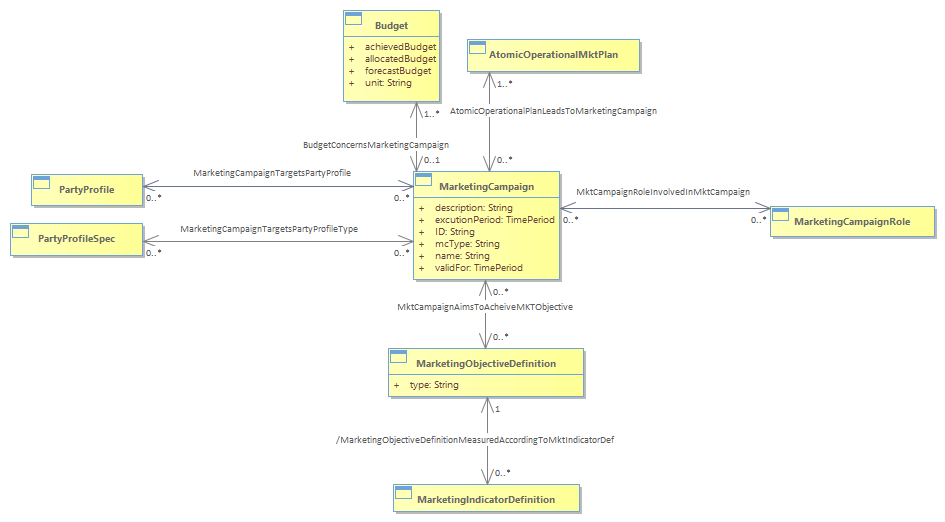 Budget
+ achievedBudget
+ allocatedBudget
+ forecastBudget
+ unit: String
AtomicOperationalMktPlan
1..*
1..*
AtomicOperationalPlanLeadsToMarketingCampaign
BudgetConcernsMarketingCampaign
0..1
0..*
MarketingCampaignTargetsPartyProfile
PartyProfile
0..*
0..*
MarketingCampaign
+ description: String
+ excutionPeriod: TimePeriod
+ ID: String
+ mcType: String
+ name: String
+ validFor: TimePeriod
MktCampaignRoleInvolvedInMktCampaign
0..*
0..*
MarketingCampaignRole
MarketingCampaignTargetsPartyProfileType
PartyProfileSpec
0..*
0..*
0..*
MktCampaignAimsToAcheiveMKTObjective
0..*
MarketingObjectiveDefinition
+ type: String
1
/MarketingObjectiveDefinitionMeasuredAccordingToMktIndicatorDef
0..*
MarketingIndicatorDefinition